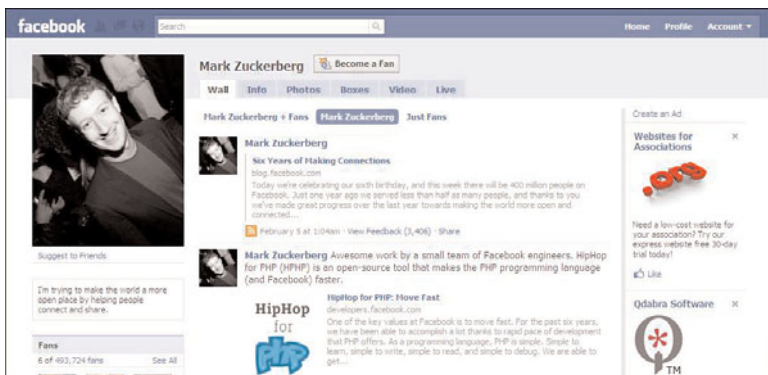 facebook
Search
Home Profile Account
Mark Zuckerberg
Become a Fan
Wall Info Photos Boxes Video Live
Mark Zuckerberg + Fans Mark Zuckerberg Just Fans
Mark Zuckerberg
Six Years of Making Connections
blog.facebook.com
Today we're celebrating our sixth birthday, and this week there will be 400 million people on
Facebook. Just one year ago we served less than half as many people, and thanks to you
we've made great progress over the last year towards making the world more open and
connected...
February 5 at 1:04am · View Feedback (3,406) · Share
Mark Zuckerberg Awesome work by a small team of Facebook engineers. HipHop
for PHP (HPHP) is an open-source tool that makes the PHP programming language
(and Facebook) faster.
HipHop
for
PHP
HipHop for PHP: Move Fast
developers.facebook.com
One of the key values at Facebook is to move fast. For the past six years,
we have been able to accomplish a lot thanks to rapid pace of development
that PHP offers. As a programming language, PHP is simple. Simple to
learn, simple to write, simple to read, and simple to debug. We are able to
get...
Suggest to Friends
I'm trying to make the world a more
open place by helping people
connect and share.
Fans
6 of 493,724 fans See All
Create an Ad
Websites for
Associations
.org
Need a low-cost website for
your association? Try our
express website free 30-day
trial today!
Like
Qdabra Software
TM